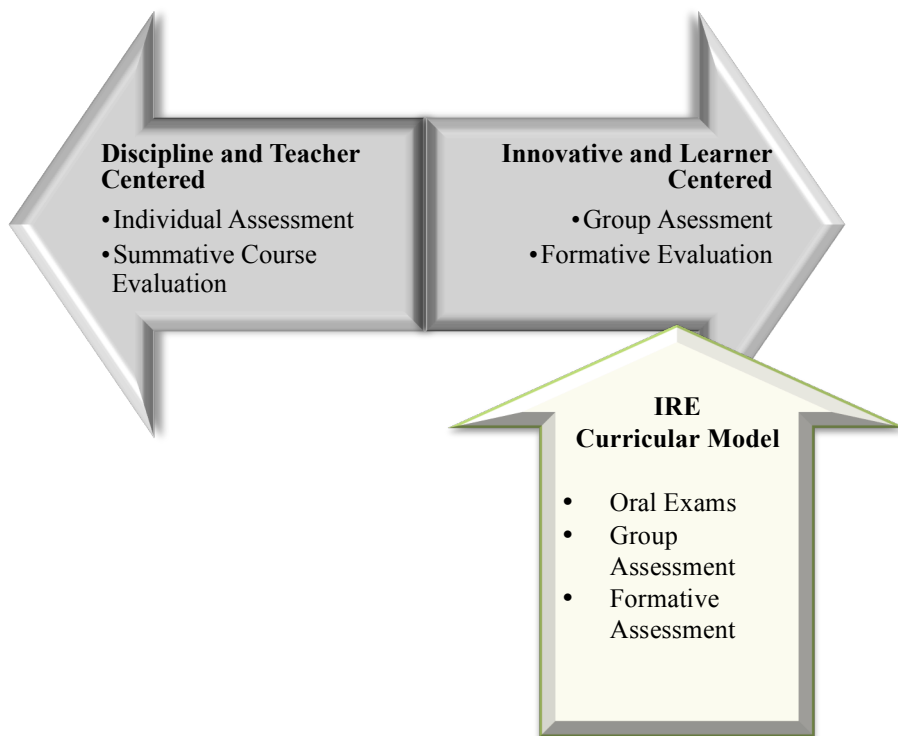 Discipline and Teacher
Centered
•Individual Assessment
•Summative Course
Evaluation
Innovative and Learner
Centered
•Group Asessment
•Formative Evaluation
IRE
Curricular Model
• Oral Exams
• Group
Assessment
• Formative
Assessment